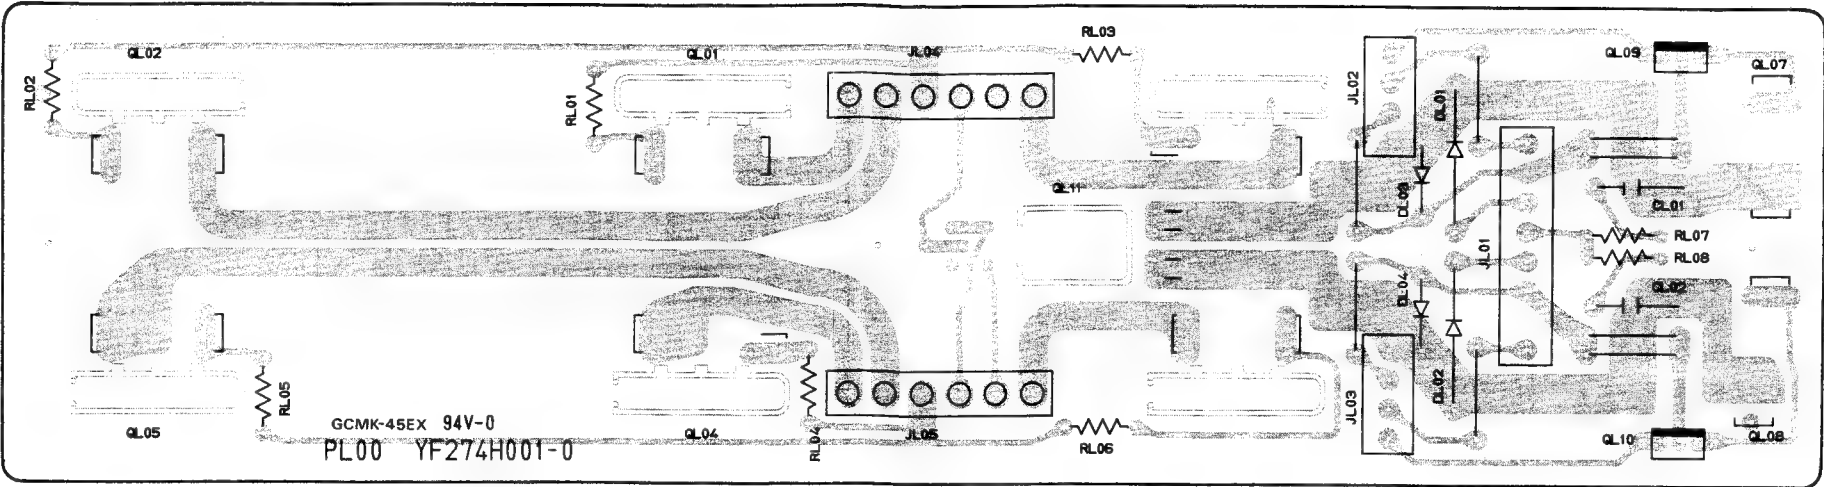 RL03
QL02
QL01
JL04
QL09
QL07
RL02
RL01
JL02
DL01
QL11
DL03
CL01
RL07
JL01
RL08
DL04
CL02
RL05
DL02
JL03
QL05
GCMK-45EX 94V-0
QL04
RL04
JL05
RL06
QL10
QL08
PL00 YF274H001-0